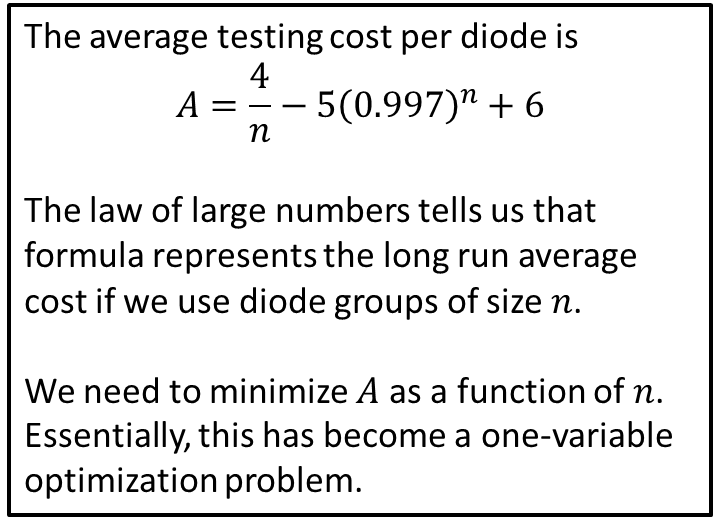 The average testing cost per diode is
A = 4/n − 5(0.997)^n + 6
The law of large numbers tells us that
formula represents the long run average
cost if we use diode groups of size n.
We need to minimize A as a function of n.
Essentially, this has become a one-variable
optimization problem.